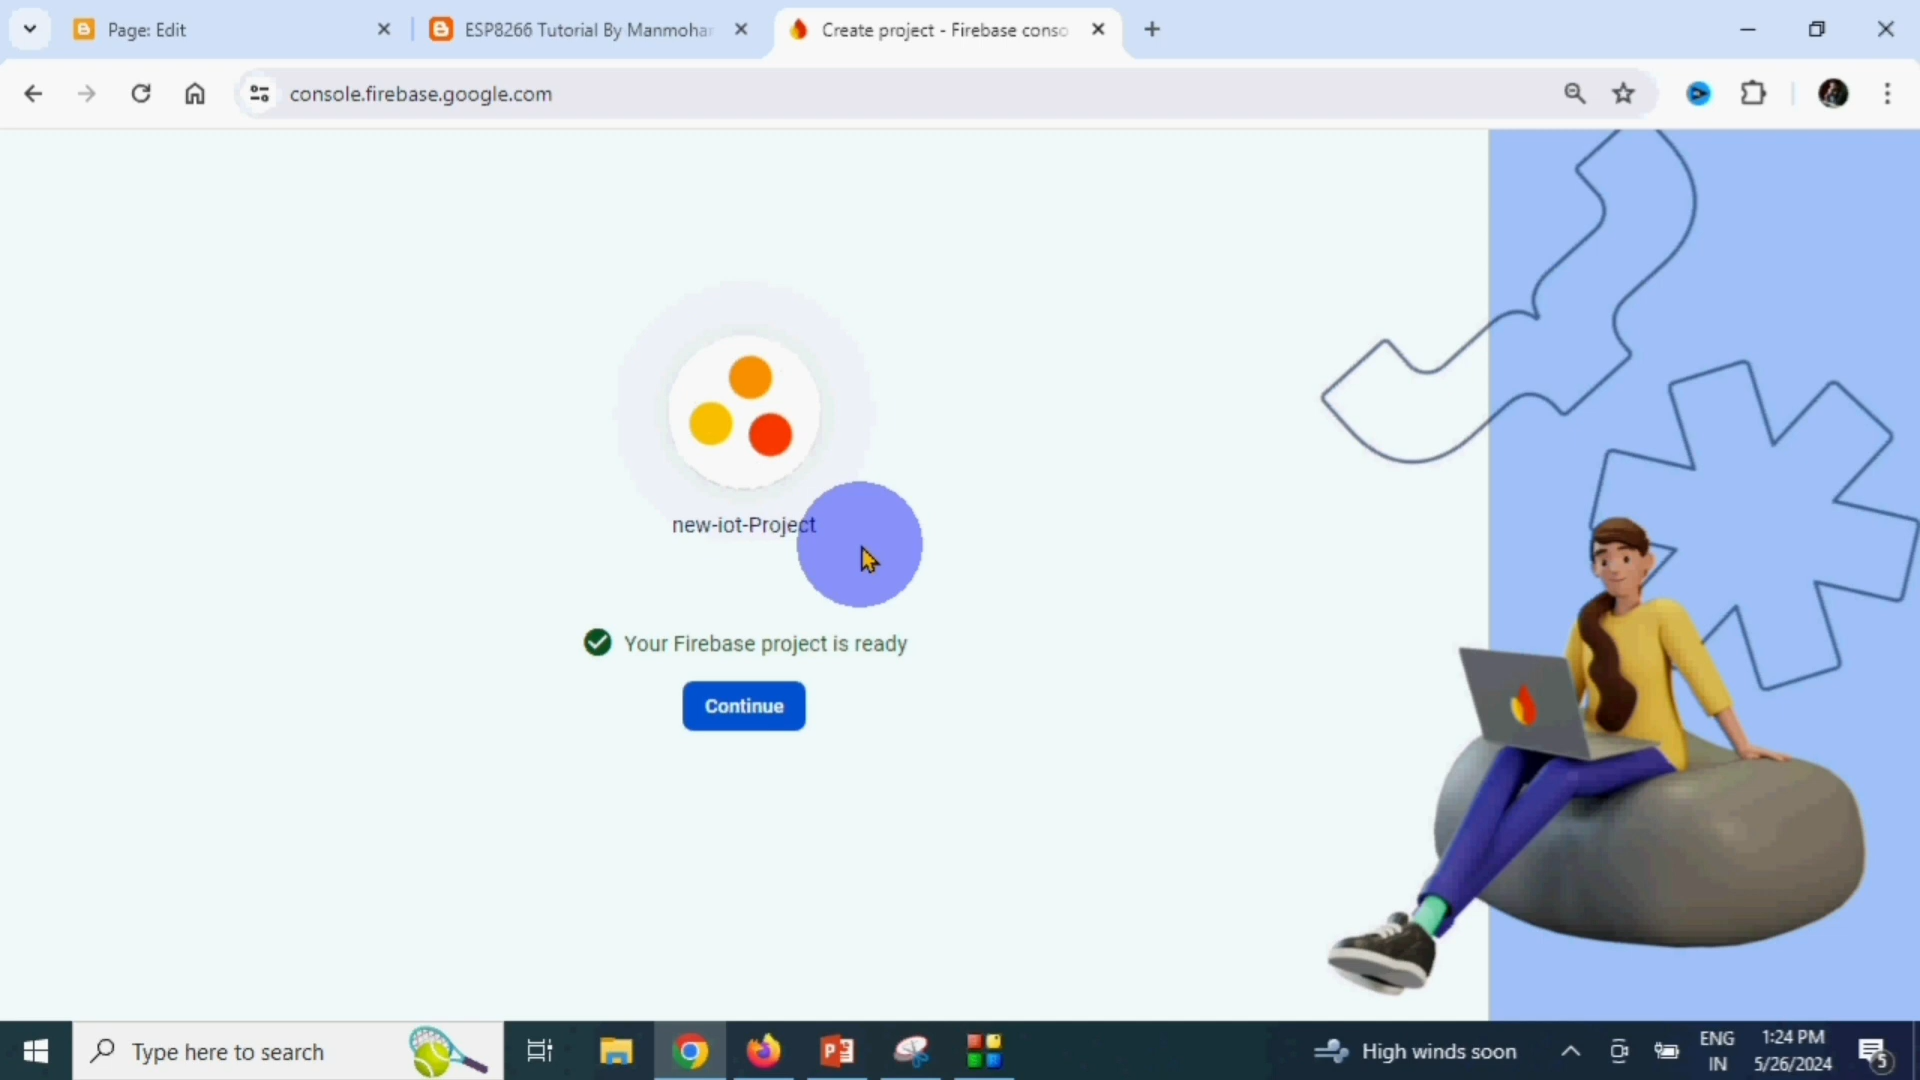 Page: Edit
ESP8266 Tutorial By Manmohar
Create project - Firebase conso
console.firebase.google.com
new-iot-Project
Your Firebase project is ready
Continue
Type here to search
High winds soon
ENG
IN
1:24 PM
5/26/2024
5